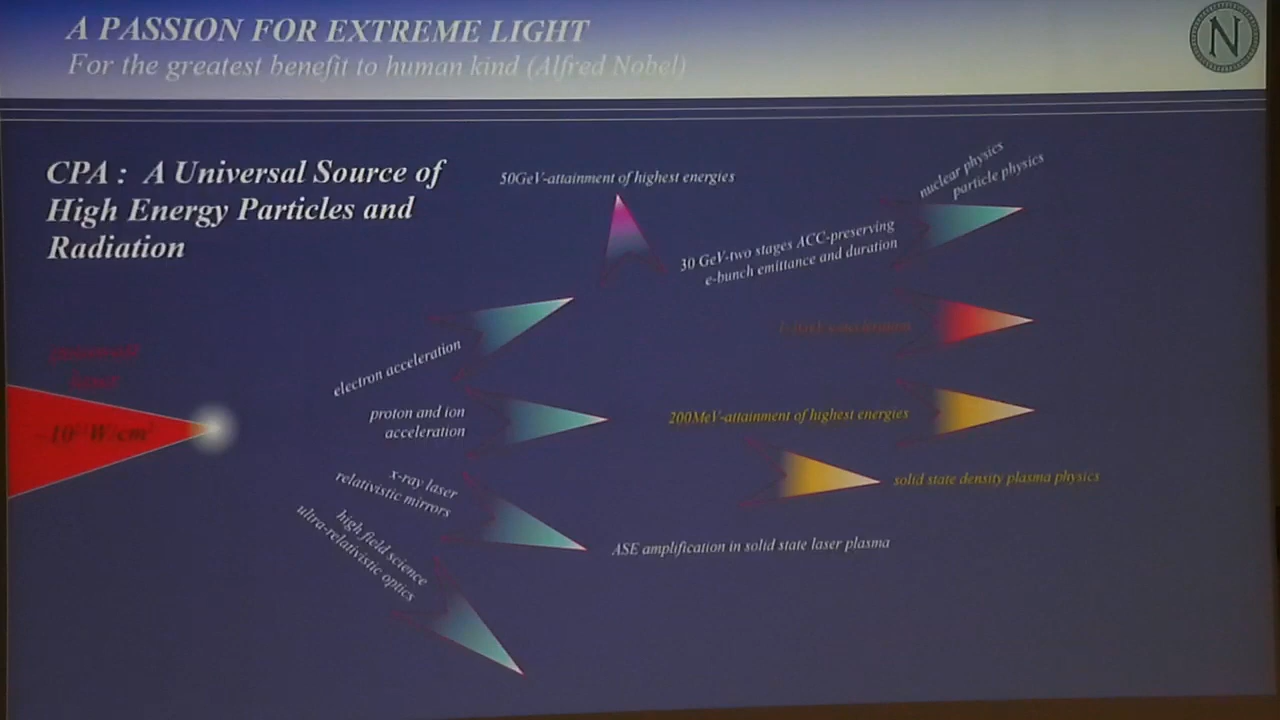 A PASSION FOR EXTREME LIGHT
For the greatest benefit to human kind (Alfred Nobel)
N
CPA : A Universal Source of
High Energy Particles and
Radiation
50GeV-attainment of highest energies
nuclear physics
particle physics
30 GeV-two stages ACC-preserving
e-bunch emittance and duration
electron acceleration
proton and ion
acceleration
200MeV-attainment of highest energies
x-ray laser
relativistic mirrors
solid state density plasma physics
high field science
ultra-relativistic optics
ASE amplification in solid state laser plasma